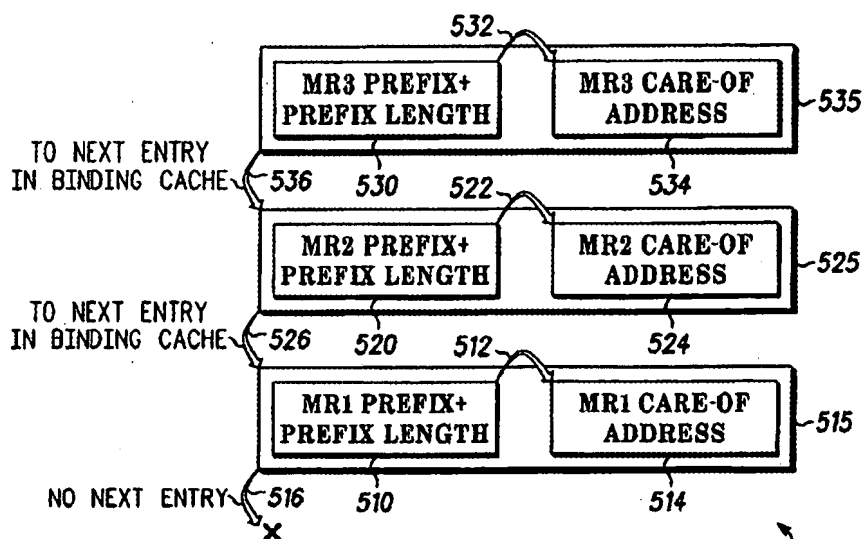 532
MR3 PREFIX+
PREFIX LENGTH
MR3 CARE-OF
ADDRESS
535
TO NEXT ENTRY
IN BINDING CACHE
536
530
522
534
MR2 PREFIX+
PREFIX LENGTH
MR2 CARE-OF
ADDRESS
525
TO NEXT ENTRY
IN BINDING CACHE
526
520
512
524
MR1 PREFIX+
PREFIX LENGTH
MR1 CARE-OF
ADDRESS
515
NO NEXT ENTRY
516
510
514
X